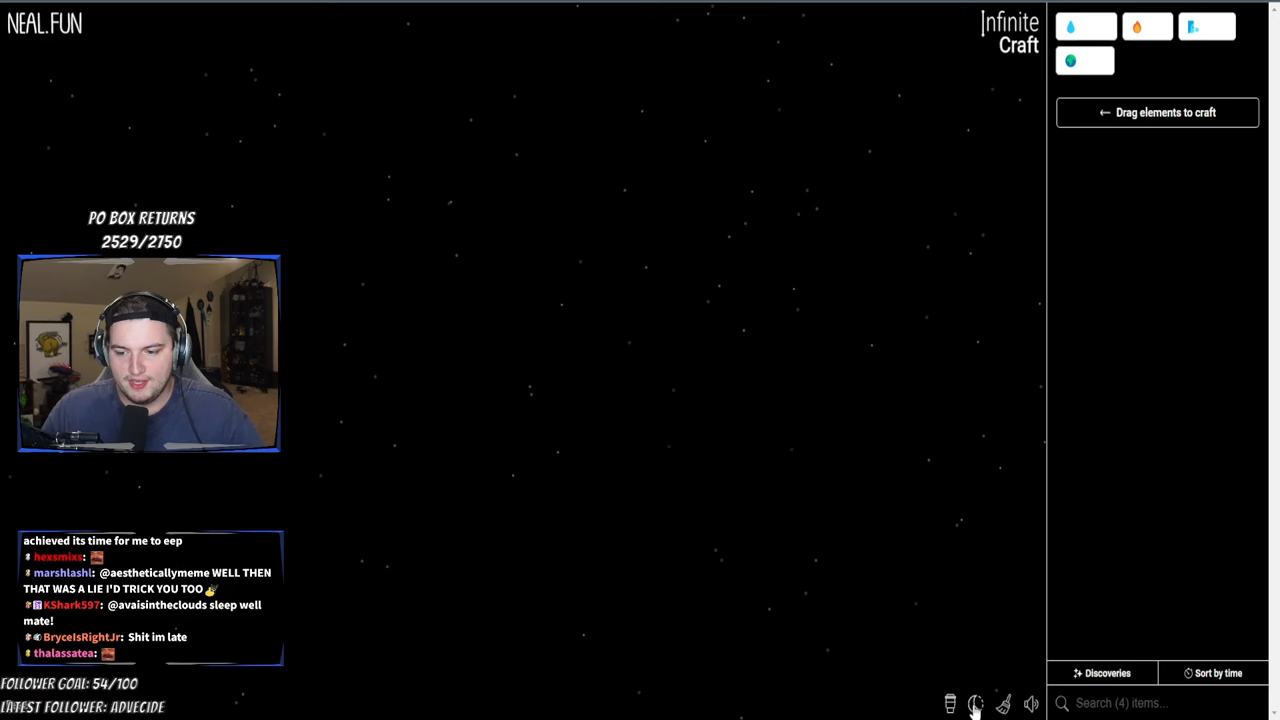 NEAL.FUN
Infinite
Craft
← Drag elements to craft
PO BOX RETURNS
2529/2750
achieved its time for me to eep
hexsmixs:
marshlashl: @aestheticallymeme WELL THEN
THAT WAS A LIE I'D TRICK YOU TOO
KShark597: @avaisintheclouds sleep well
mate!
BryceIsRightJr: Shit im late
thalassatea:
FOLLOWER GOAL: 54/100
LATEST FOLLOWER: ADVECIDE
Discoveries
Sort by time
Search (4) items...